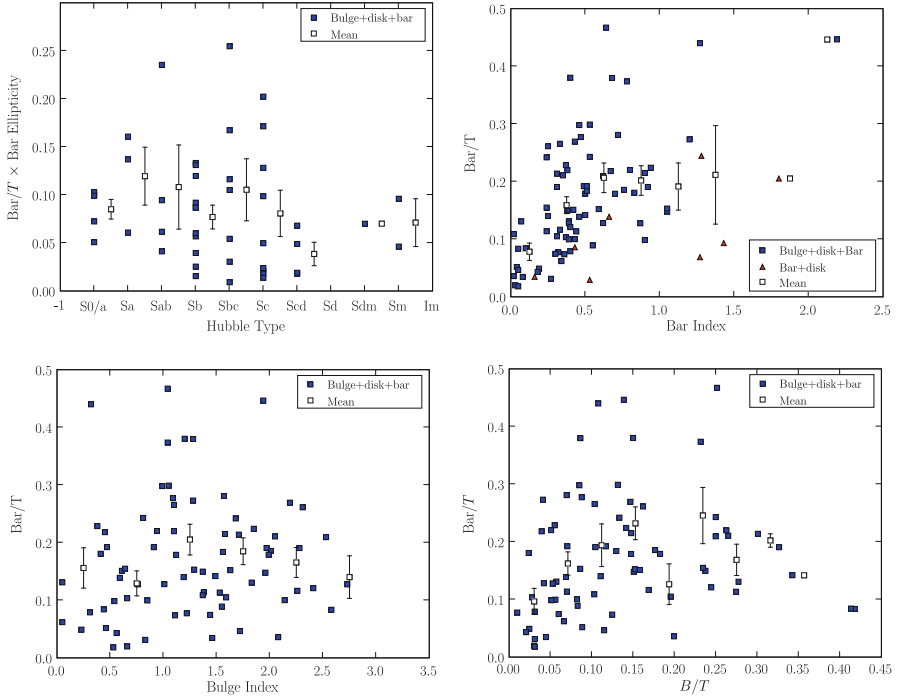 Bar/T × Bar Ellipticity
0.25
0.20
0.15
0.10
0.05
0.00
-1 S0/a Sa Sab Sb Sbc Sc Scd Sd Sdm Sm Im
Hubble Type
Bulge+disk+bar
Mean
Bar/T
0.5
0.4
0.3
0.2
0.1
0.0
0.0 0.5 1.0 1.5 2.0 2.5
Bar Index
Bulge+disk+Bar
Bar+disk
Mean
Bar/T
0.5
0.4
0.3
0.2
0.1
0.0
0.0 0.5 1.0 1.5 2.0 2.5 3.0 3.5
Bulge Index
Bulge+disk+bar
Mean
Bar/T
0.5
0.4
0.3
0.2
0.1
0.0
0.00 0.05 0.10 0.15 0.20 0.25 0.30 0.35 0.40 0.45
B/T
Bulge+disk+bar
Mean